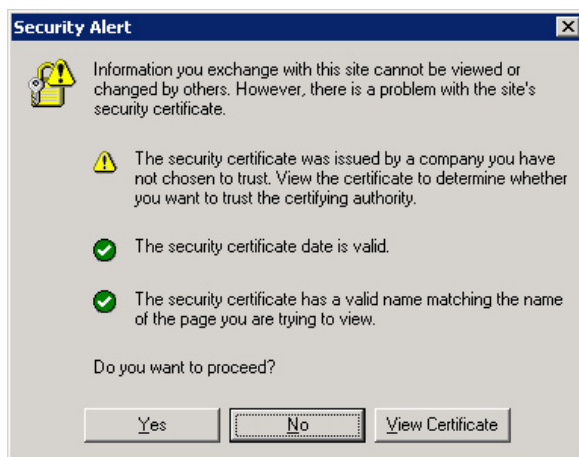 Security Alert
Information you exchange with this site cannot be viewed or
changed by others. However, there is a problem with the site's
security certificate.
The security certificate was issued by a company you have
not chosen to trust. View the certificate to determine whether
you want to trust the certifying authority.
The security certificate date is valid.
The security certificate has a valid name matching the name
of the page you are trying to view.
Do you want to proceed?
Yes No View Certificate